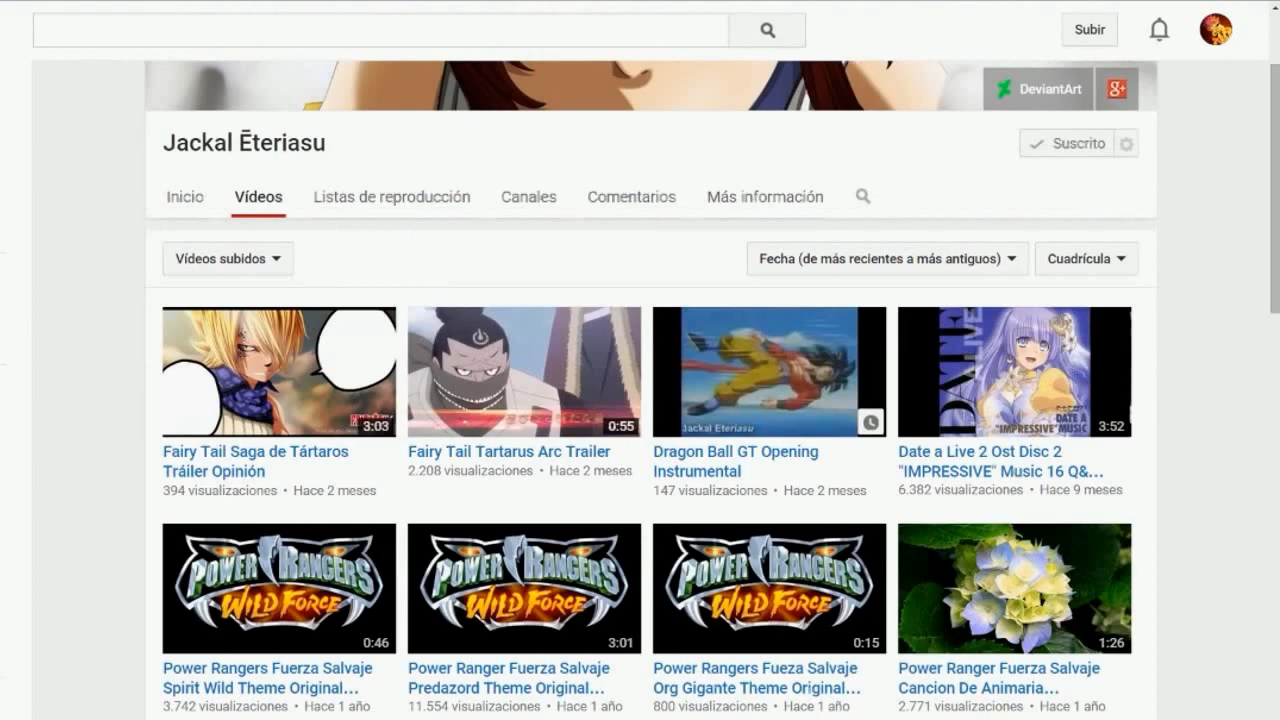 Subir
DeviantArt
g+
Jackal Ēteriasu
Suscrito
Inicio
Vídeos
Listas de reproducción
Canales
Comentarios
Más información
Vídeos subidos
Fecha (de más recientes a más antiguos)
Cuadrícula
3:03
0:55
Jackal Eteriasu
DATE
LIVE
DATE A
"IMPRESSIVE" MUSIC
3:52
Fairy Tail Saga de Tártaros
Tráiler Opinión
394 visualizaciones • Hace 2 meses
Fairy Tail Tartarus Arc Trailer
2.208 visualizaciones • Hace 2 meses
Dragon Ball GT Opening
Instrumental
147 visualizaciones • Hace 2 meses
Date a Live 2 Ost Disc 2
"IMPRESSIVE" Music 16 Q&...
6.382 visualizaciones • Hace 9 meses
POWER RANGERS
WILD FORCE
0:46
POWER RANGERS
WILD FORCE
3:01
POWER RANGERS
WILD FORCE
0:15
1:26
Power Rangers Fuerza Salvaje
Spirit Wild Theme Original...
3.742 visualizaciones • Hace 1 año
Power Ranger Fuerza Salvaje
Predazord Theme Original...
11.554 visualizaciones • Hace 1 año
Power Rangers Fueza Salvaje
Org Gigante Theme Original...
800 visualizaciones • Hace 1 año
Power Ranger Fuerza Salvaje
Cancion De Animaria...
2.771 visualizaciones • Hace 1 año